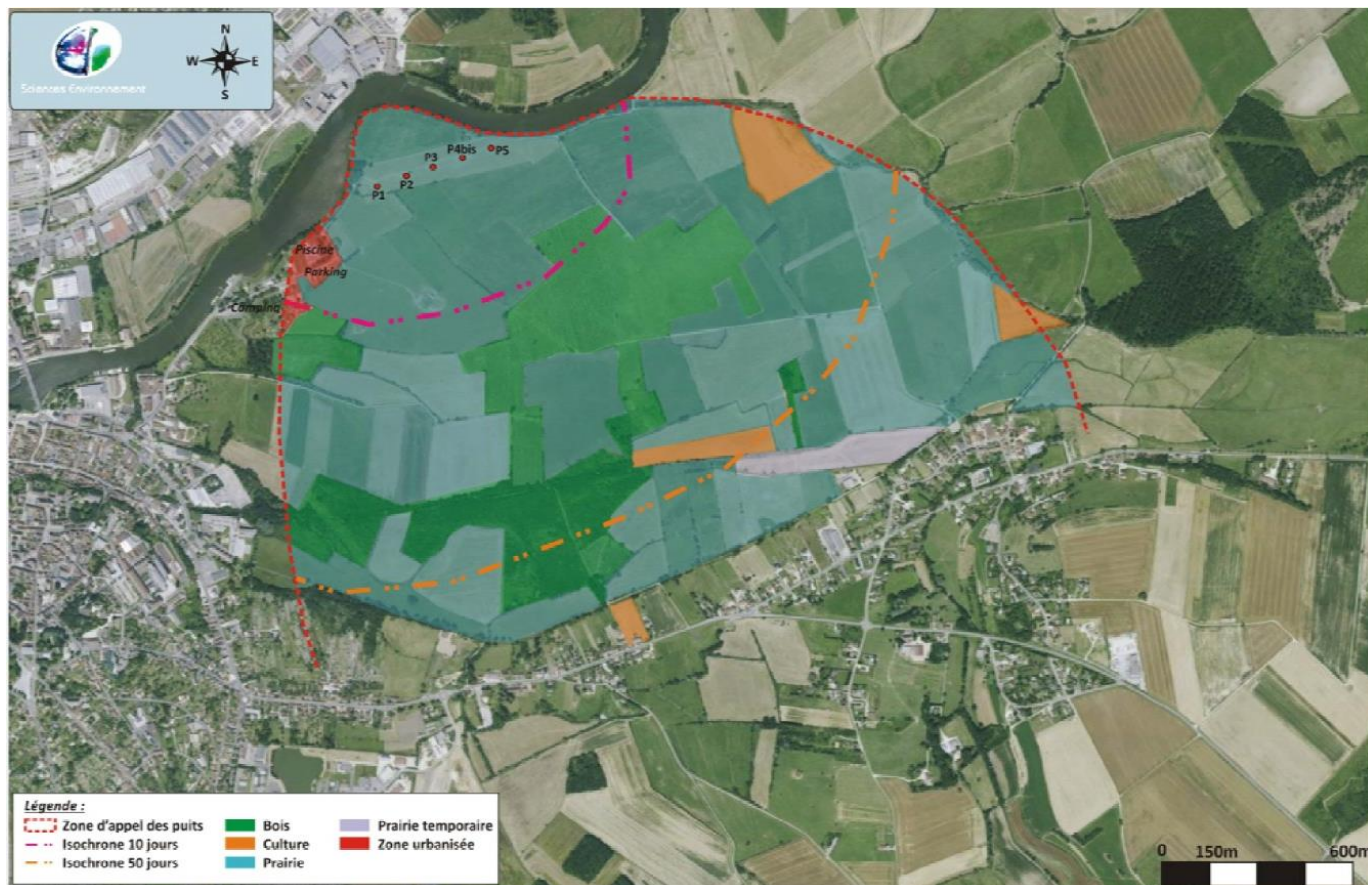 N
W E
S
Sciences Environnement
P5
P4bis
P3
P2
P1
Piscine
Parking
Camping
Légende :
Zone d'appel des puits
Isochrone 10 jours
Isochrone 50 jours
Bois
Culture
Prairie
Prairie temporaire
Zone urbanisée
0 150m 600m